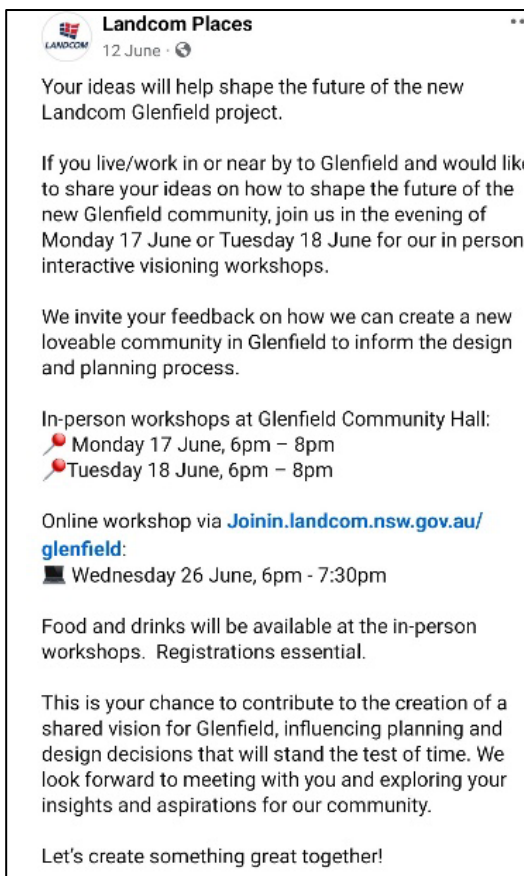 LANDCOM
Landcom Places
12 June ·
Your ideas will help shape the future of the new
Landcom Glenfield project.
If you live/work in or near by to Glenfield and would like
to share your ideas on how to shape the future of the
new Glenfield community, join us in the evening of
Monday 17 June or Tuesday 18 June for our in person
interactive visioning workshops.
We invite your feedback on how we can create a new
loveable community in Glenfield to inform the design
and planning process.
In-person workshops at Glenfield Community Hall:
📍 Monday 17 June, 6pm – 8pm
📍Tuesday 18 June, 6pm – 8pm
Online workshop via Joinin.landcom.nsw.gov.au/
glenfield:
💻 Wednesday 26 June, 6pm - 7:30pm
Food and drinks will be available at the in-person
workshops.  Registrations essential.
This is your chance to contribute to the creation of a
shared vision for Glenfield, influencing planning and
design decisions that will stand the test of time. We
look forward to meeting with you and exploring your
insights and aspirations for our community.
Let's create something great together!